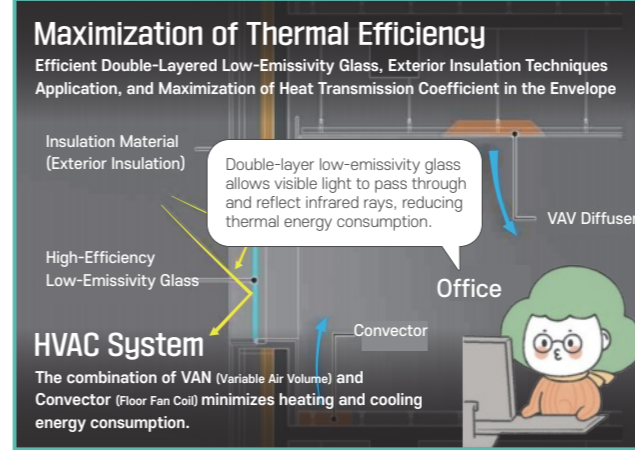 Maximization of Thermal Efficiency
Efficient Double-Layered Low-Emissivity Glass, Exterior Insulation Techniques
Application, and Maximization of Heat Transmission Coefficient in the Envelope
Insulation Material
(Exterior Insulation)
Double-layer low-emissivity glass
allows visible light to pass through
and reflect infrared rays, reducing
thermal energy consumption.
VAV Diffuser
High-Efficiency
Low-Emissivity Glass
Office
Convector
HVAC System
The combination of VAN (Variable Air Volume) and
Convector (Floor Fan Coil) minimizes heating and cooling
energy consumption.